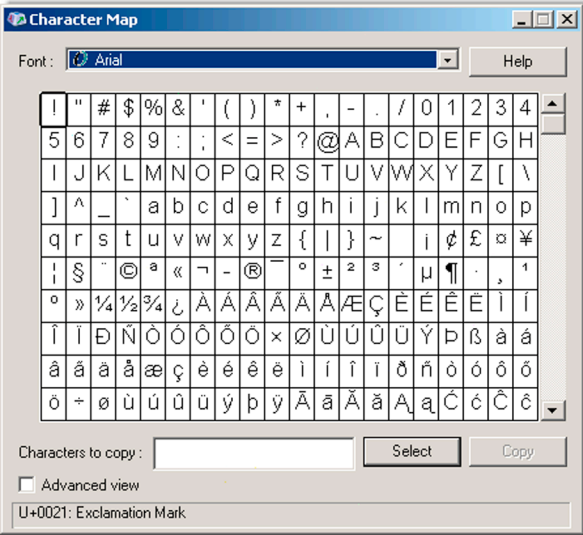 Character Map
Font : Arial Help
! " # $ % & ' ( ) * + , - . / 0 1 2 3 4
5 6 7 8 9 : ; < = > ? @ A B C D E F G H
I J K L M N O P Q R S T U V W X Y Z [ \
] ^ _ ` a b c d e f g h i j k l m n o p
q r s t u v w x y z { | } ~ ¡ ¢ £ ¤ ¥
¦ § ¨ © ª « ¬ - ® ¯ ° ± ² ³ ´ µ ¶ · ¸ ¹
º » ¼ ½ ¾ ¿ À Á Â Ã Ä Å Æ Ç È É Ê Ë Ì Í
Î Ï Ð Ñ Ò Ó Ô Õ Ö × Ø Ù Ú Û Ü Ý Þ ß à á
â ã ä å æ ç è é ê ë ì í î ï ð ñ ò ó ô õ
ö ÷ ø ù ú û ü ý þ ÿ Ā ā Ă ă Ą ą Ć ć Ĉ ĉ
Characters to copy : Select Copy
Advanced view
U+0021: Exclamation Mark